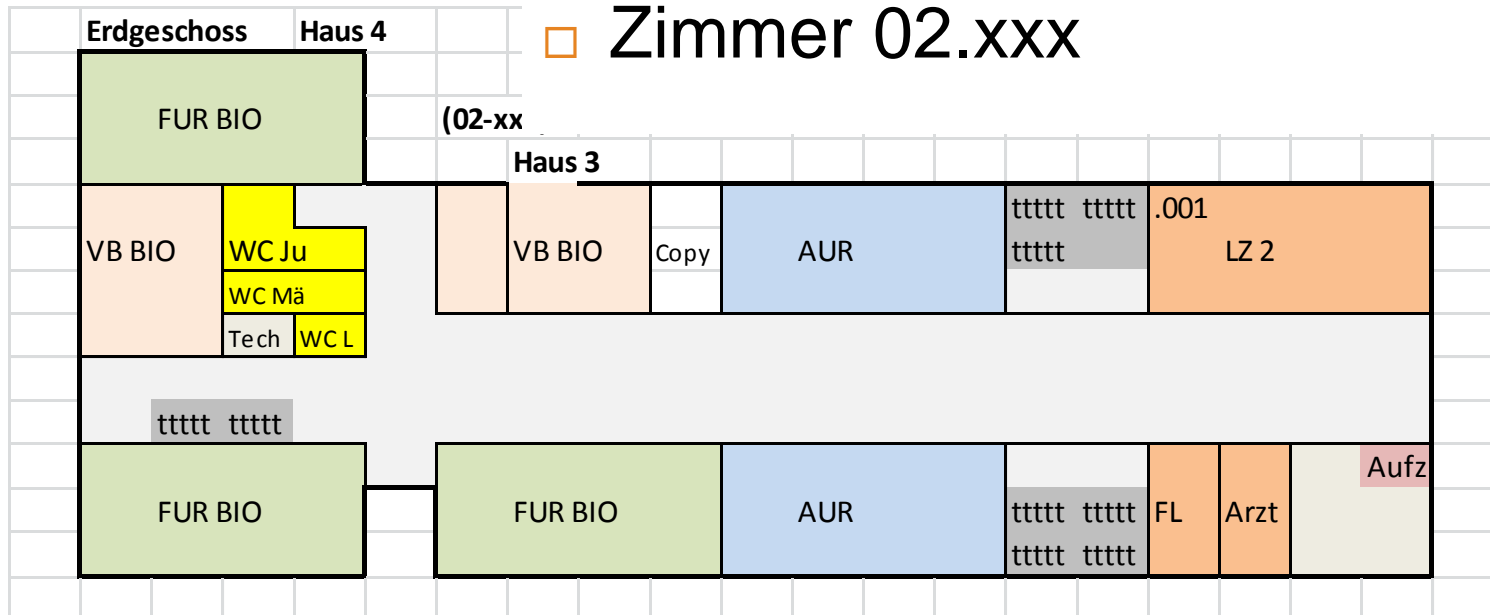 Erdgeschoss Haus 4
Zimmer 02.xxx
FUR BIO
(02-xx
Haus 3
ttttt ttttt .001
VB BIO WC Ju VB BIO Copy AUR ttttt LZ 2
WC Mä
Tech WC L
ttttt ttttt
Aufz
FUR BIO FUR BIO AUR ttttt ttttt FL Arzt
ttttt ttttt